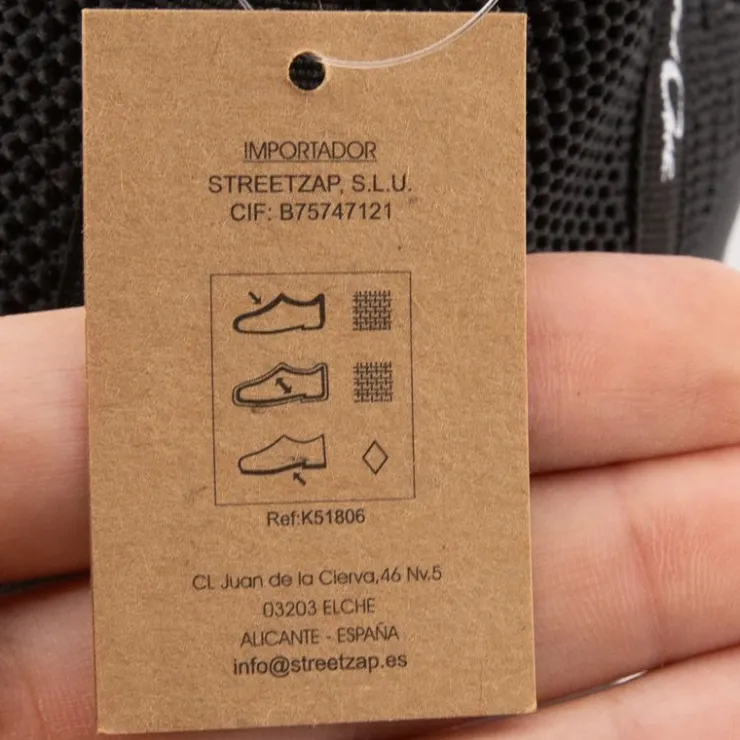 IMPORTADOR
STREETZAP, S.L.U.
CIF: B75747121
Ref:K51806
CL Juan de la Cierva,46 Nv.5
03203 ELCHE
ALICANTE - ESPAÑA
info@streetzap.es